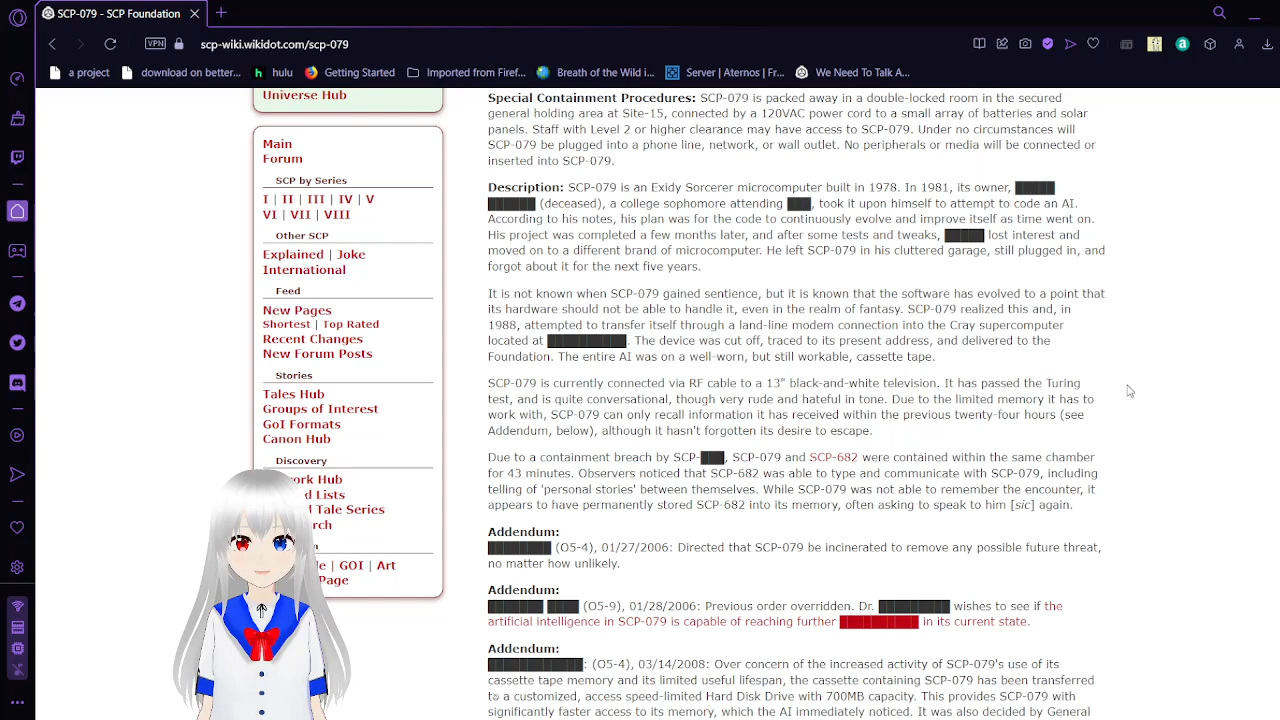 SCP-079 - SCP Foundation
VPN
scp-wiki.wikidot.com/scp-079
a project
download on better...
hulu
Getting Started
Imported from Firef...
Breath of the Wild i...
Server | Aternos | Fr...
We Need To Talk A...
Universe Hub
Main
Forum
SCP by Series
I | II | III | IV | V
VI | VII | VIII
Other SCP
Explained | Joke
International
Feed
New Pages
Shortest | Top Rated
Recent Changes
New Forum Posts
Stories
Tales Hub
Groups of Interest
GoI Formats
Canon Hub
Discovery
Hub
Lists
Tale Series
| GOI | Art
Page
Special Containment Procedures: SCP-079 is packed away in a double-locked room in the secured
general holding area at Site-15, connected by a 120VAC power cord to a small array of batteries and solar
panels. Staff with Level 2 or higher clearance may have access to SCP-079. Under no circumstances will
SCP-079 be plugged into a phone line, network, or wall outlet. No peripherals or media will be connected or
inserted into SCP-079.
Description: SCP-079 is an Exidy Sorcerer microcomputer built in 1978. In 1981, its owner, █████
██████ (deceased), a college sophomore attending ███, took it upon himself to attempt to code an AI.
According to his notes, his plan was for the code to continuously evolve and improve itself as time went on.
His project was completed a few months later, and after some tests and tweaks, █████ lost interest and
moved on to a different brand of microcomputer. He left SCP-079 in his cluttered garage, still plugged in, and
forgot about it for the next five years.
It is not known when SCP-079 gained sentience, but it is known that the software has evolved to a point that
its hardware should not be able to handle it, even in the realm of fantasy. SCP-079 realized this and, in
1988, attempted to transfer itself through a land-line modem connection into the Cray supercomputer
located at ██████████. The device was cut off, traced to its present address, and delivered to the
Foundation. The entire AI was on a well-worn, but still workable, cassette tape.
SCP-079 is currently connected via RF cable to a 13" black-and-white television. It has passed the Turing
test, and is quite conversational, though very rude and hateful in tone. Due to the limited memory it has to
work with, SCP-079 can only recall information it has received within the previous twenty-four hours (see
Addendum, below), although it hasn't forgotten its desire to escape.
Due to a containment breach by SCP-███, SCP-079 and SCP-682 were contained within the same chamber
for 43 minutes. Observers noticed that SCP-682 was able to type and communicate with SCP-079, including
telling of 'personal stories' between themselves. While SCP-079 was not able to remember the encounter, it
appears to have permanently stored SCP-682 into its memory, often asking to speak to him [sic] again.
Addendum:
████████ (O5-4), 01/27/2006: Directed that SCP-079 be incinerated to remove any possible future threat,
no matter how unlikely.
Addendum:
███████ ████ (O5-9), 01/28/2006: Previous order overridden. Dr. █████████ wishes to see if the
artificial intelligence in SCP-079 is capable of reaching further ██████████ in its current state.
Addendum:
████████████: (O5-4), 03/14/2008: Over concern of the increased activity of SCP-079's use of its
cassette tape memory and its limited useful lifespan, the cassette containing SCP-079 has been transferred
to a customized, access speed-limited Hard Disk Drive with 700MB capacity. This provides SCP-079 with
significantly faster access to its memory, which the AI immediately noticed. It was also decided by General